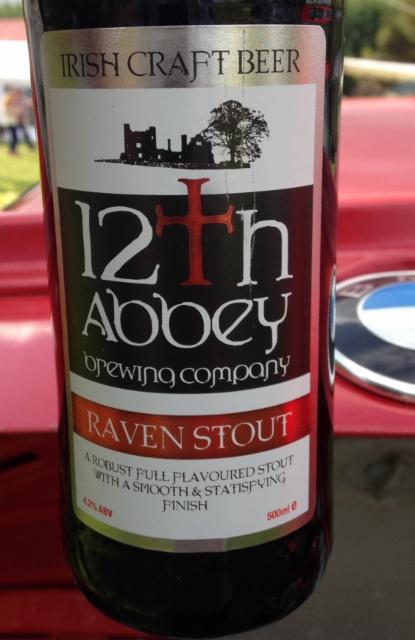 IRISH CRAFT BEER
12th
Abbey
brewing company
RAVEN STOUT
A ROBUST FULL FLAVOURED STOUT
WITH A SMOOTH & STATISFYING
FINISH
4.2% ABV
500ml e